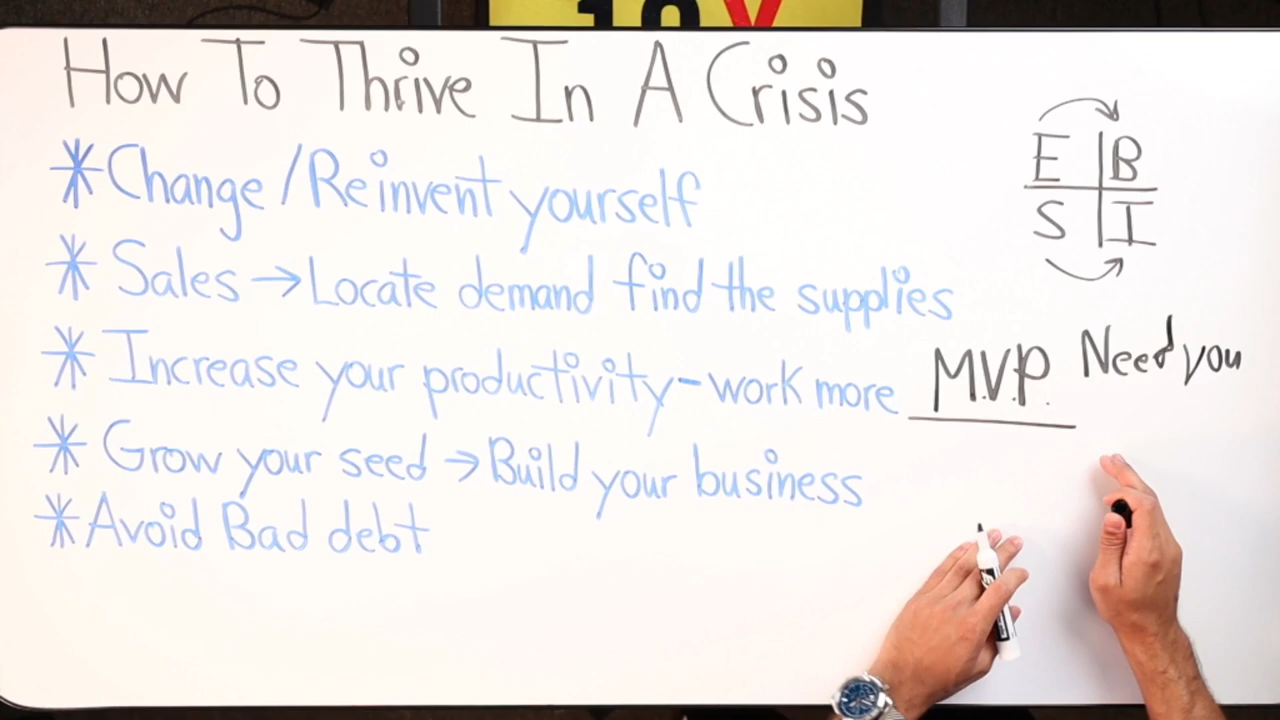 10X
How To Thrive In A Crisis
E B
S I
* Change / Reinvent yourself
* Sales → Locate demand find the supplies
* Increase your productivity - work more M.V.P. Need you
* Grow your seed → Build your business
* Avoid Bad debt